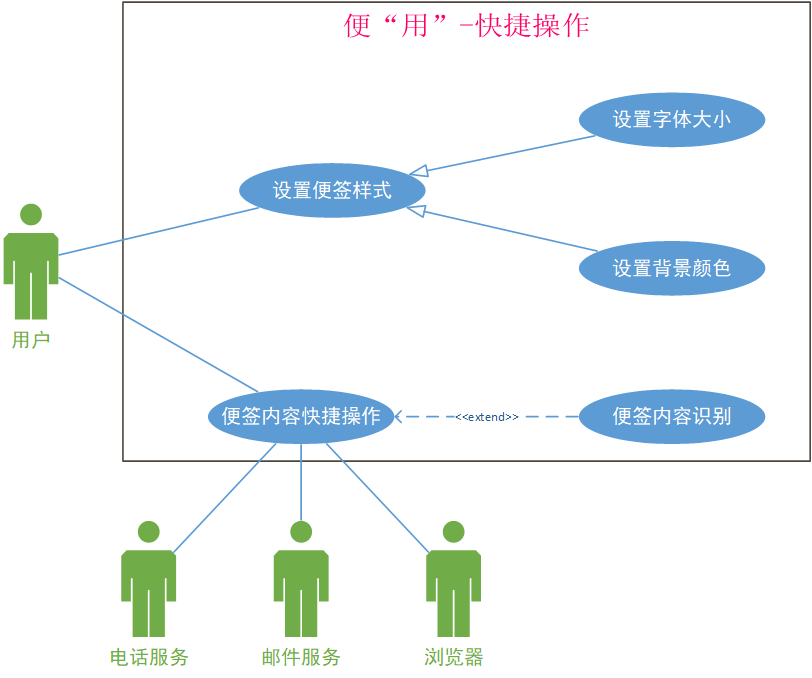 便“用”-快捷操作
设置字体大小
设置便签样式
设置背景颜色
用户
便签内容快捷操作
<<extend>>
便签内容识别
电话服务
邮件服务
浏览器